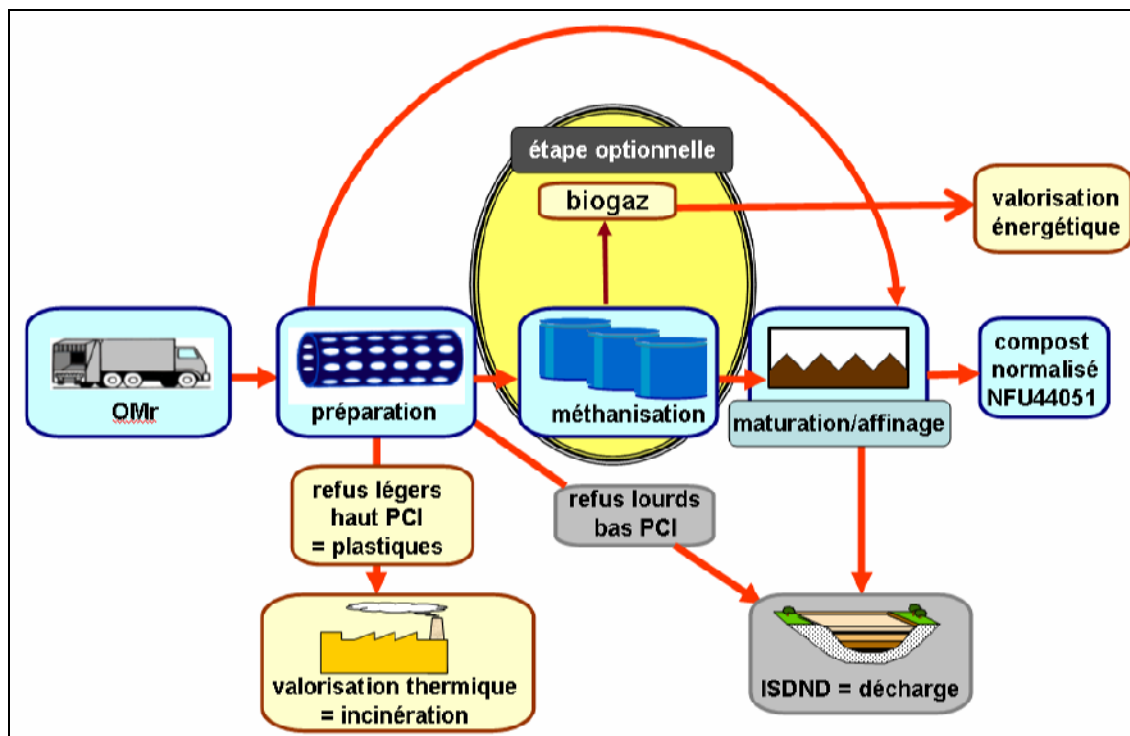 étape optionnelle
biogaz
valorisation
énergétique
OMr
préparation
méthanisation
maturation/affinage
compost
normalisé
NFU44051
refus légers
haut PCI
= plastiques
refus lourds
bas PCI
valorisation thermique
= incinération
ISDND = décharge